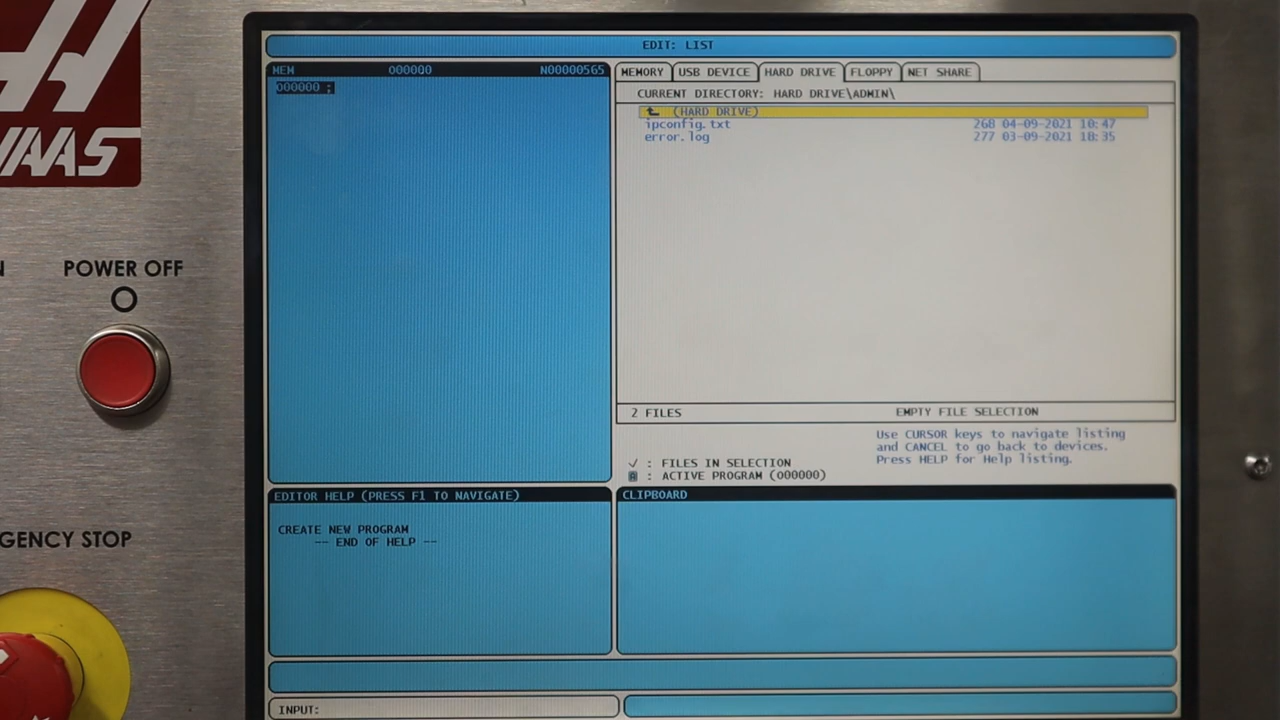 HAAS
N
POWER OFF
GENCY STOP
EDIT: LIST
MEM O00000 N00000565
O00000 ;
MEMORY USB DEVICE HARD DRIVE FLOPPY NET SHARE
CURRENT DIRECTORY: HARD DRIVE\ADMIN\
(HARD DRIVE)
ipconfig.txt 268 04-09-2021 10:47
error.log 277 03-09-2021 18:35
2 FILES EMPTY FILE SELECTION
Use CURSOR keys to navigate listing
and CANCEL to go back to devices.
Press HELP for Help listing.
✓ : FILES IN SELECTION
A : ACTIVE PROGRAM (O00000)
EDITOR HELP (PRESS F1 TO NAVIGATE)
CREATE NEW PROGRAM
-- END OF HELP --
CLIPBOARD
INPUT: